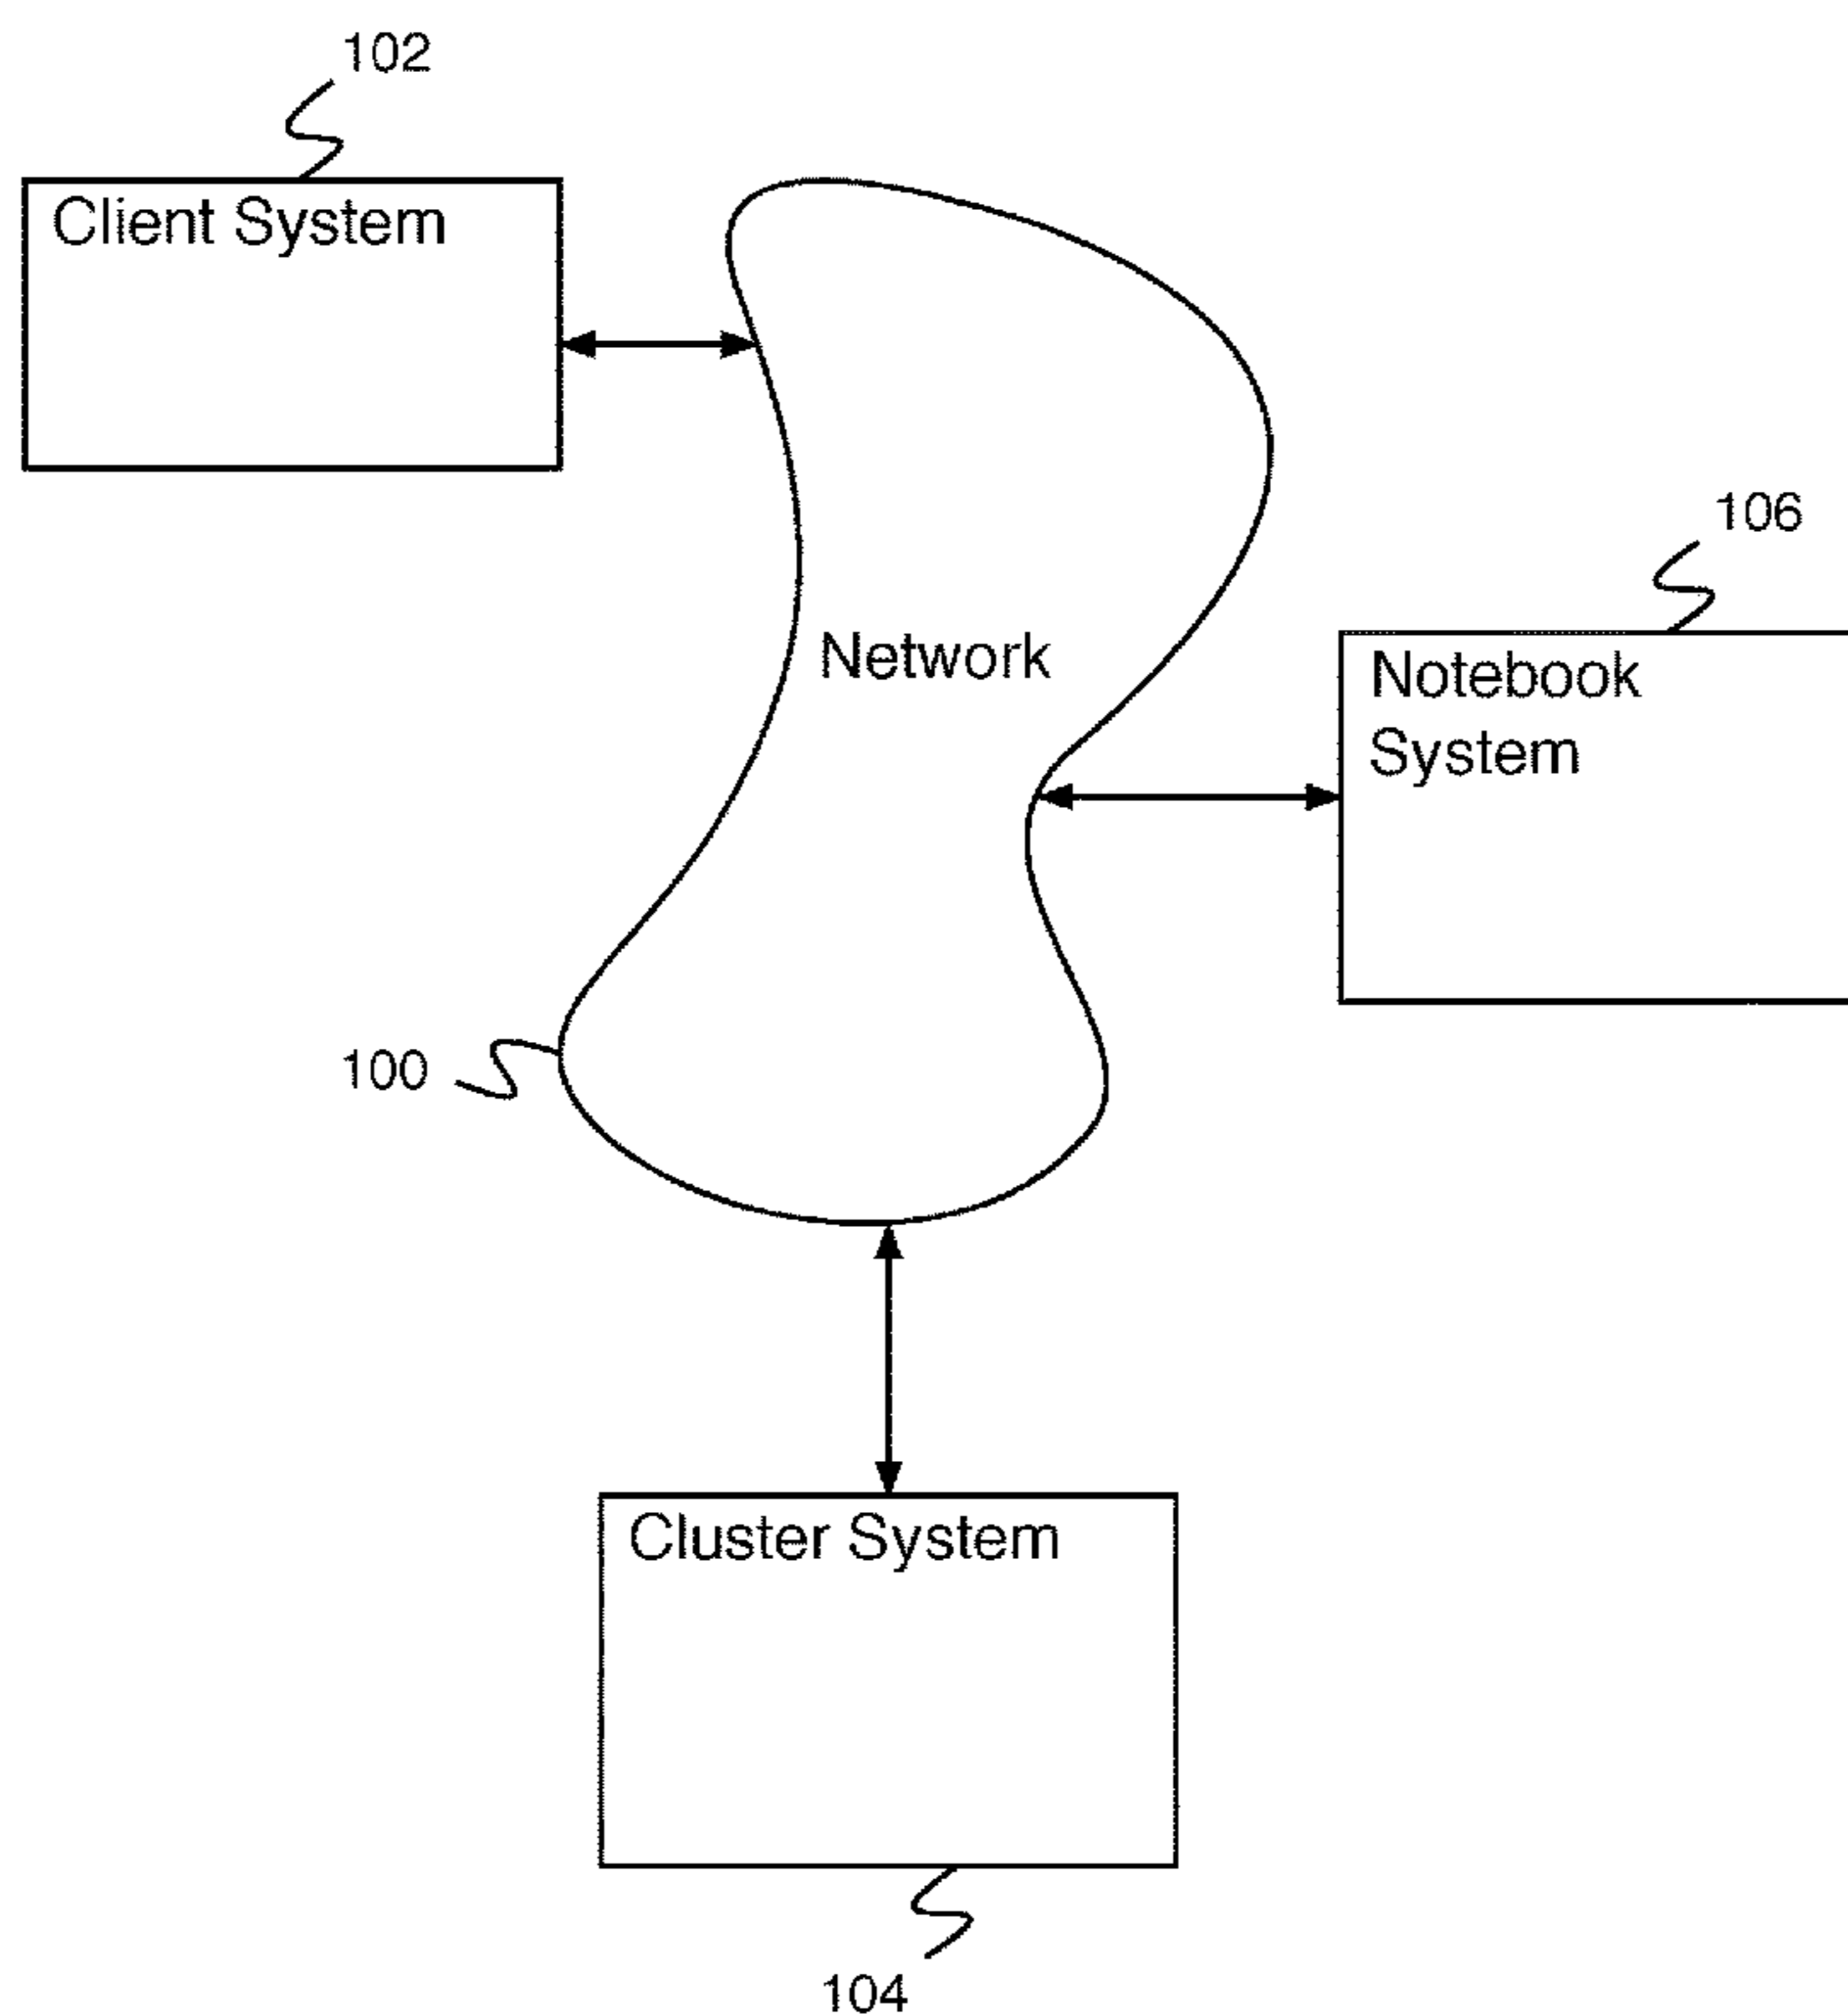 102
Client System
106
Network
Notebook
System
100
Cluster System
104